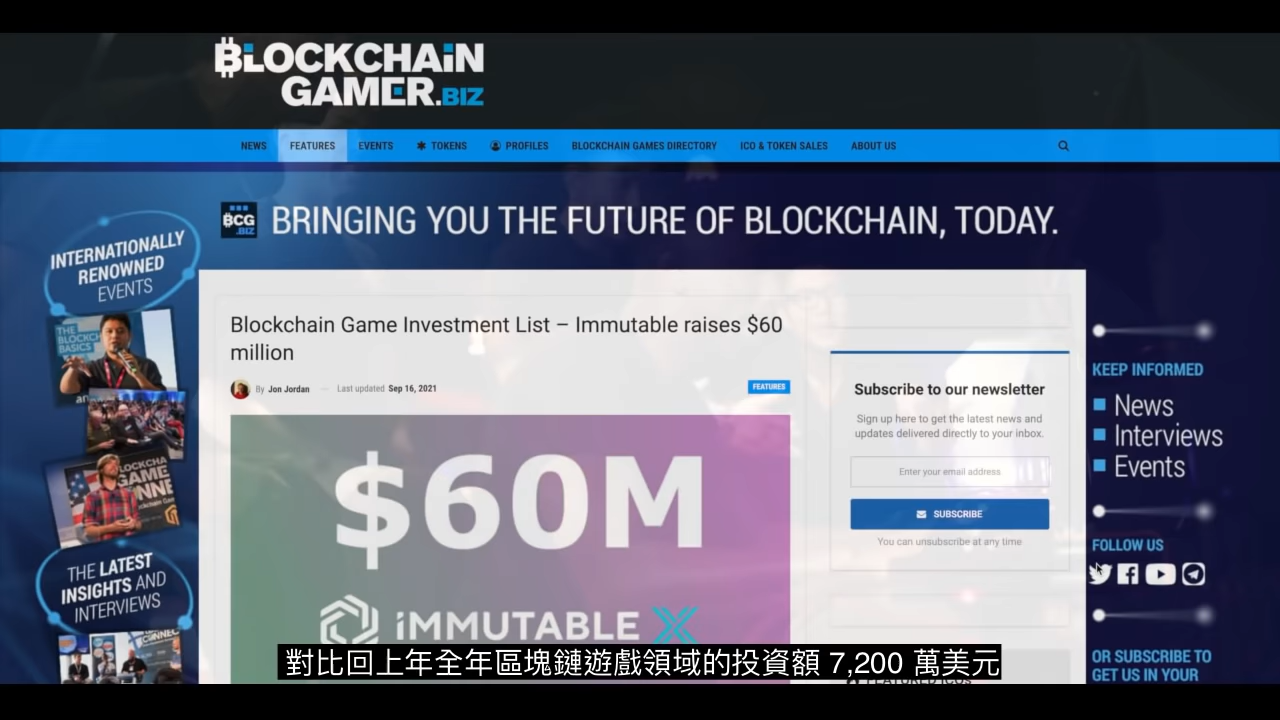 BLOCKCHAIN
GAMER.BIZ
NEWS FEATURES EVENTS TOKENS PROFILES BLOCKCHAIN GAMES DIRECTORY ICO & TOKEN SALES ABOUT US
BCG
.BIZ
BRINGING YOU THE FUTURE OF BLOCKCHAIN, TODAY.
INTERNATIONALLY
RENOWNED
EVENTS
THE
BLOCKCH
BASICS
THE LATEST
INSIGHTS AND
INTERVIEWS
Blockchain Game Investment List – Immutable raises $60
million
By Jon Jordan — Last updated Sep 16, 2021
FEATURES
$60M
IMMUTABLE X
Subscribe to our newsletter
Sign up here to get the latest news and
updates delivered directly to your inbox.
Enter your email address
SUBSCRIBE
You can unsubscribe at any time
KEEP INFORMED
News
Interviews
Events
FOLLOW US
OR SUBSCRIBE TO
GET US IN YOUR
對比回上年全年區塊鏈遊戲領域的投資額 7,200 萬美元